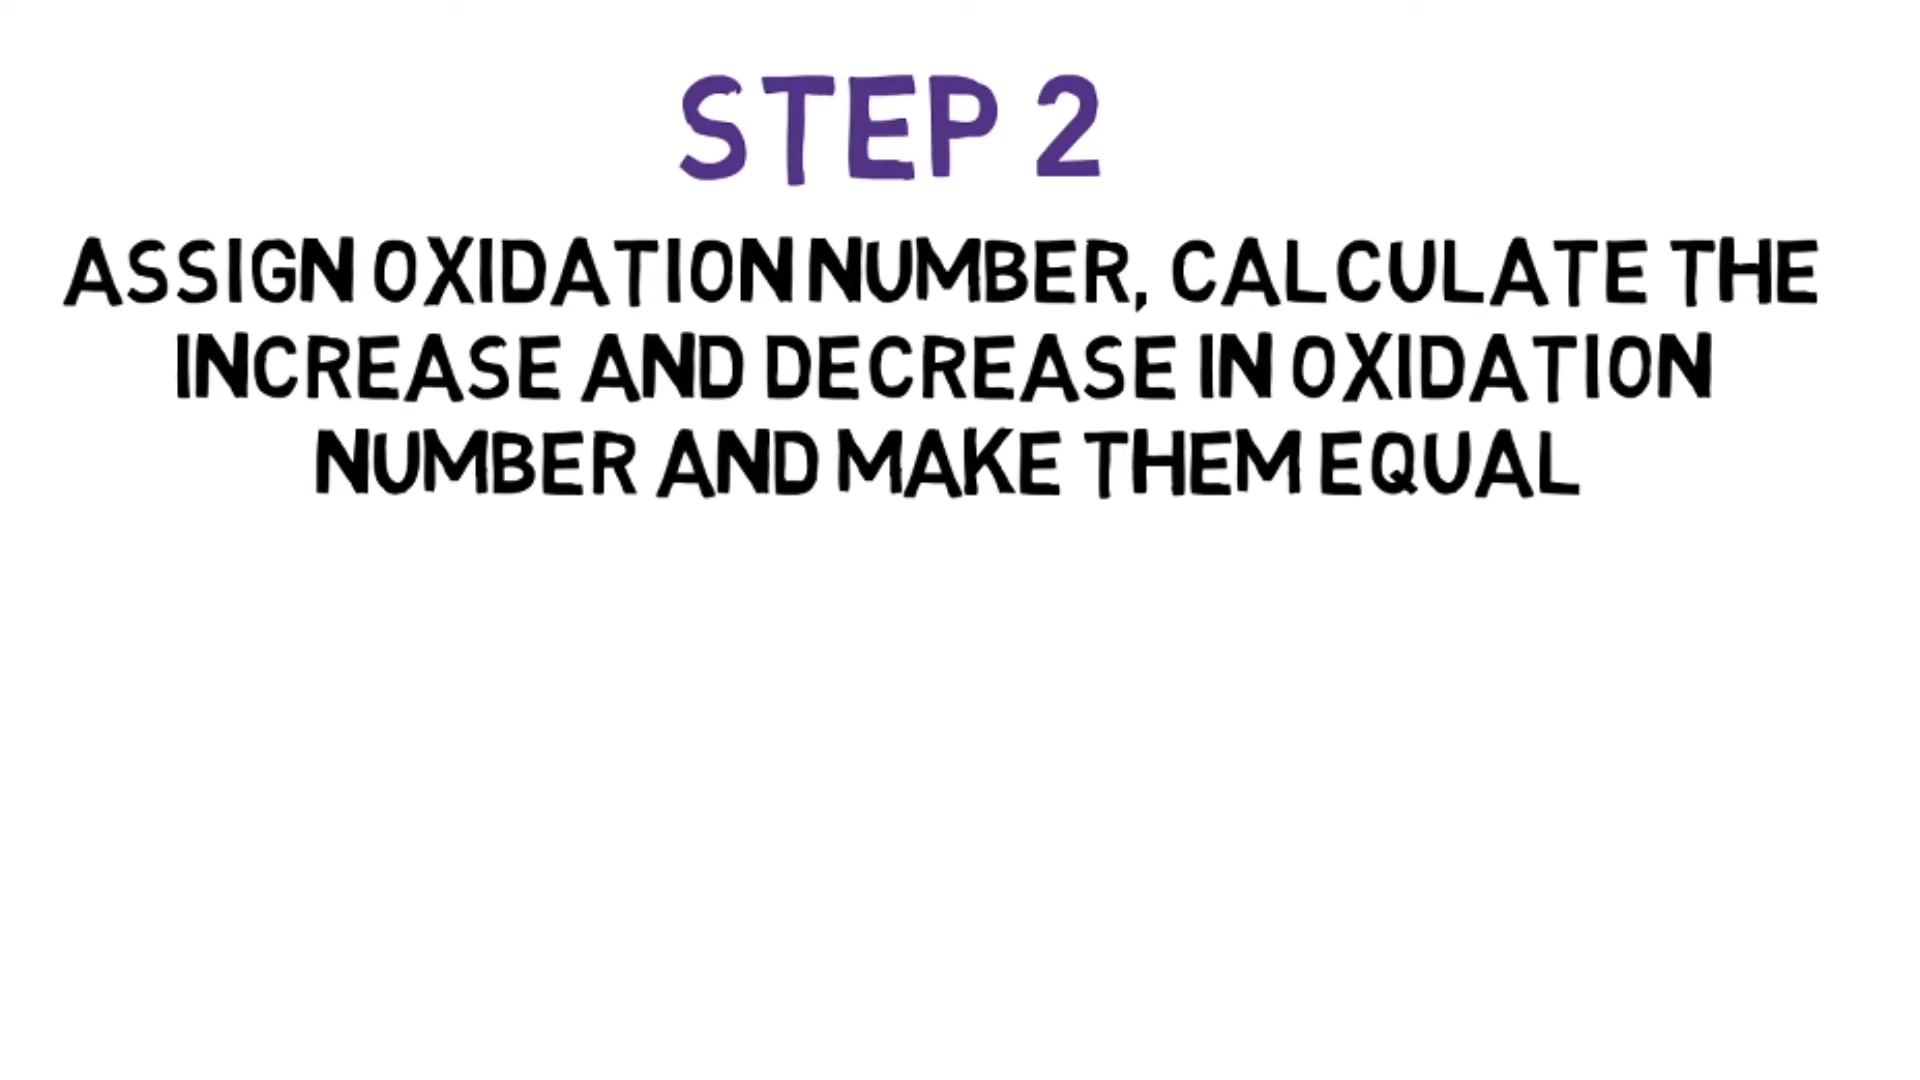 STEP 2
ASSIGN OXIDATION NUMBER, CALCULATE THE
INCREASE AND DECREASE IN OXIDATION
NUMBER AND MAKE THEM EQUAL